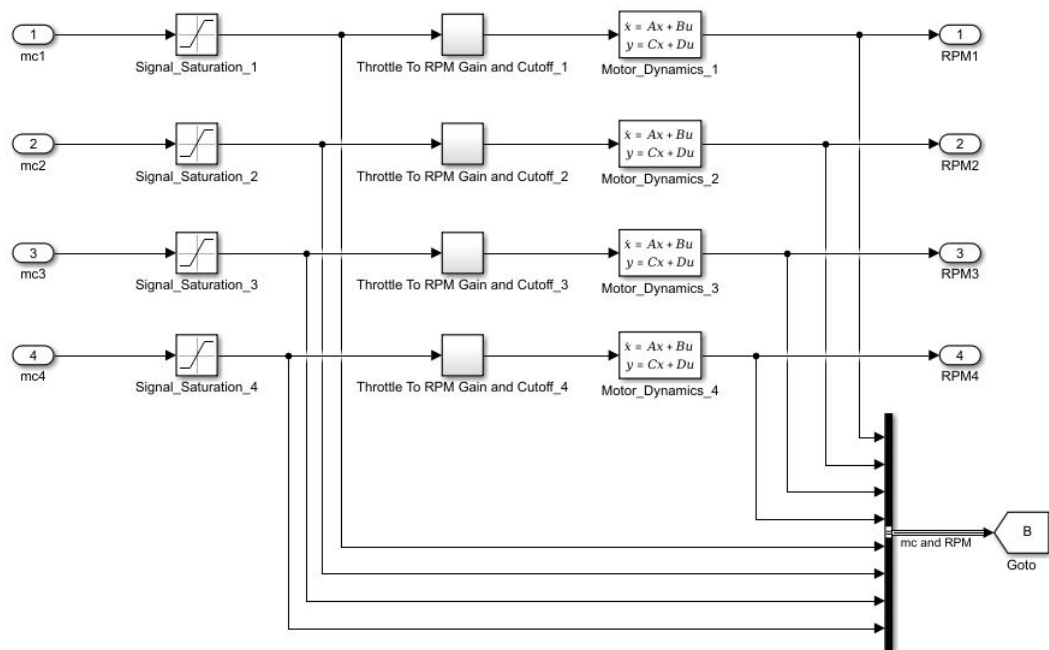 1
mc1
Signal_Saturation_1
Throttle To RPM Gain and Cutoff_1
ẋ = Ax + Bu
y = Cx + Du
Motor_Dynamics_1
1
RPM1
2
mc2
Signal_Saturation_2
Throttle To RPM Gain and Cutoff_2
ẋ = Ax + Bu
y = Cx + Du
Motor_Dynamics_2
2
RPM2
3
mc3
Signal_Saturation_3
Throttle To RPM Gain and Cutoff_3
ẋ = Ax + Bu
y = Cx + Du
Motor_Dynamics_3
3
RPM3
4
mc4
Signal_Saturation_4
Throttle To RPM Gain and Cutoff_4
ẋ = Ax + Bu
y = Cx + Du
Motor_Dynamics_4
4
RPM4
mc and RPM
B
Goto